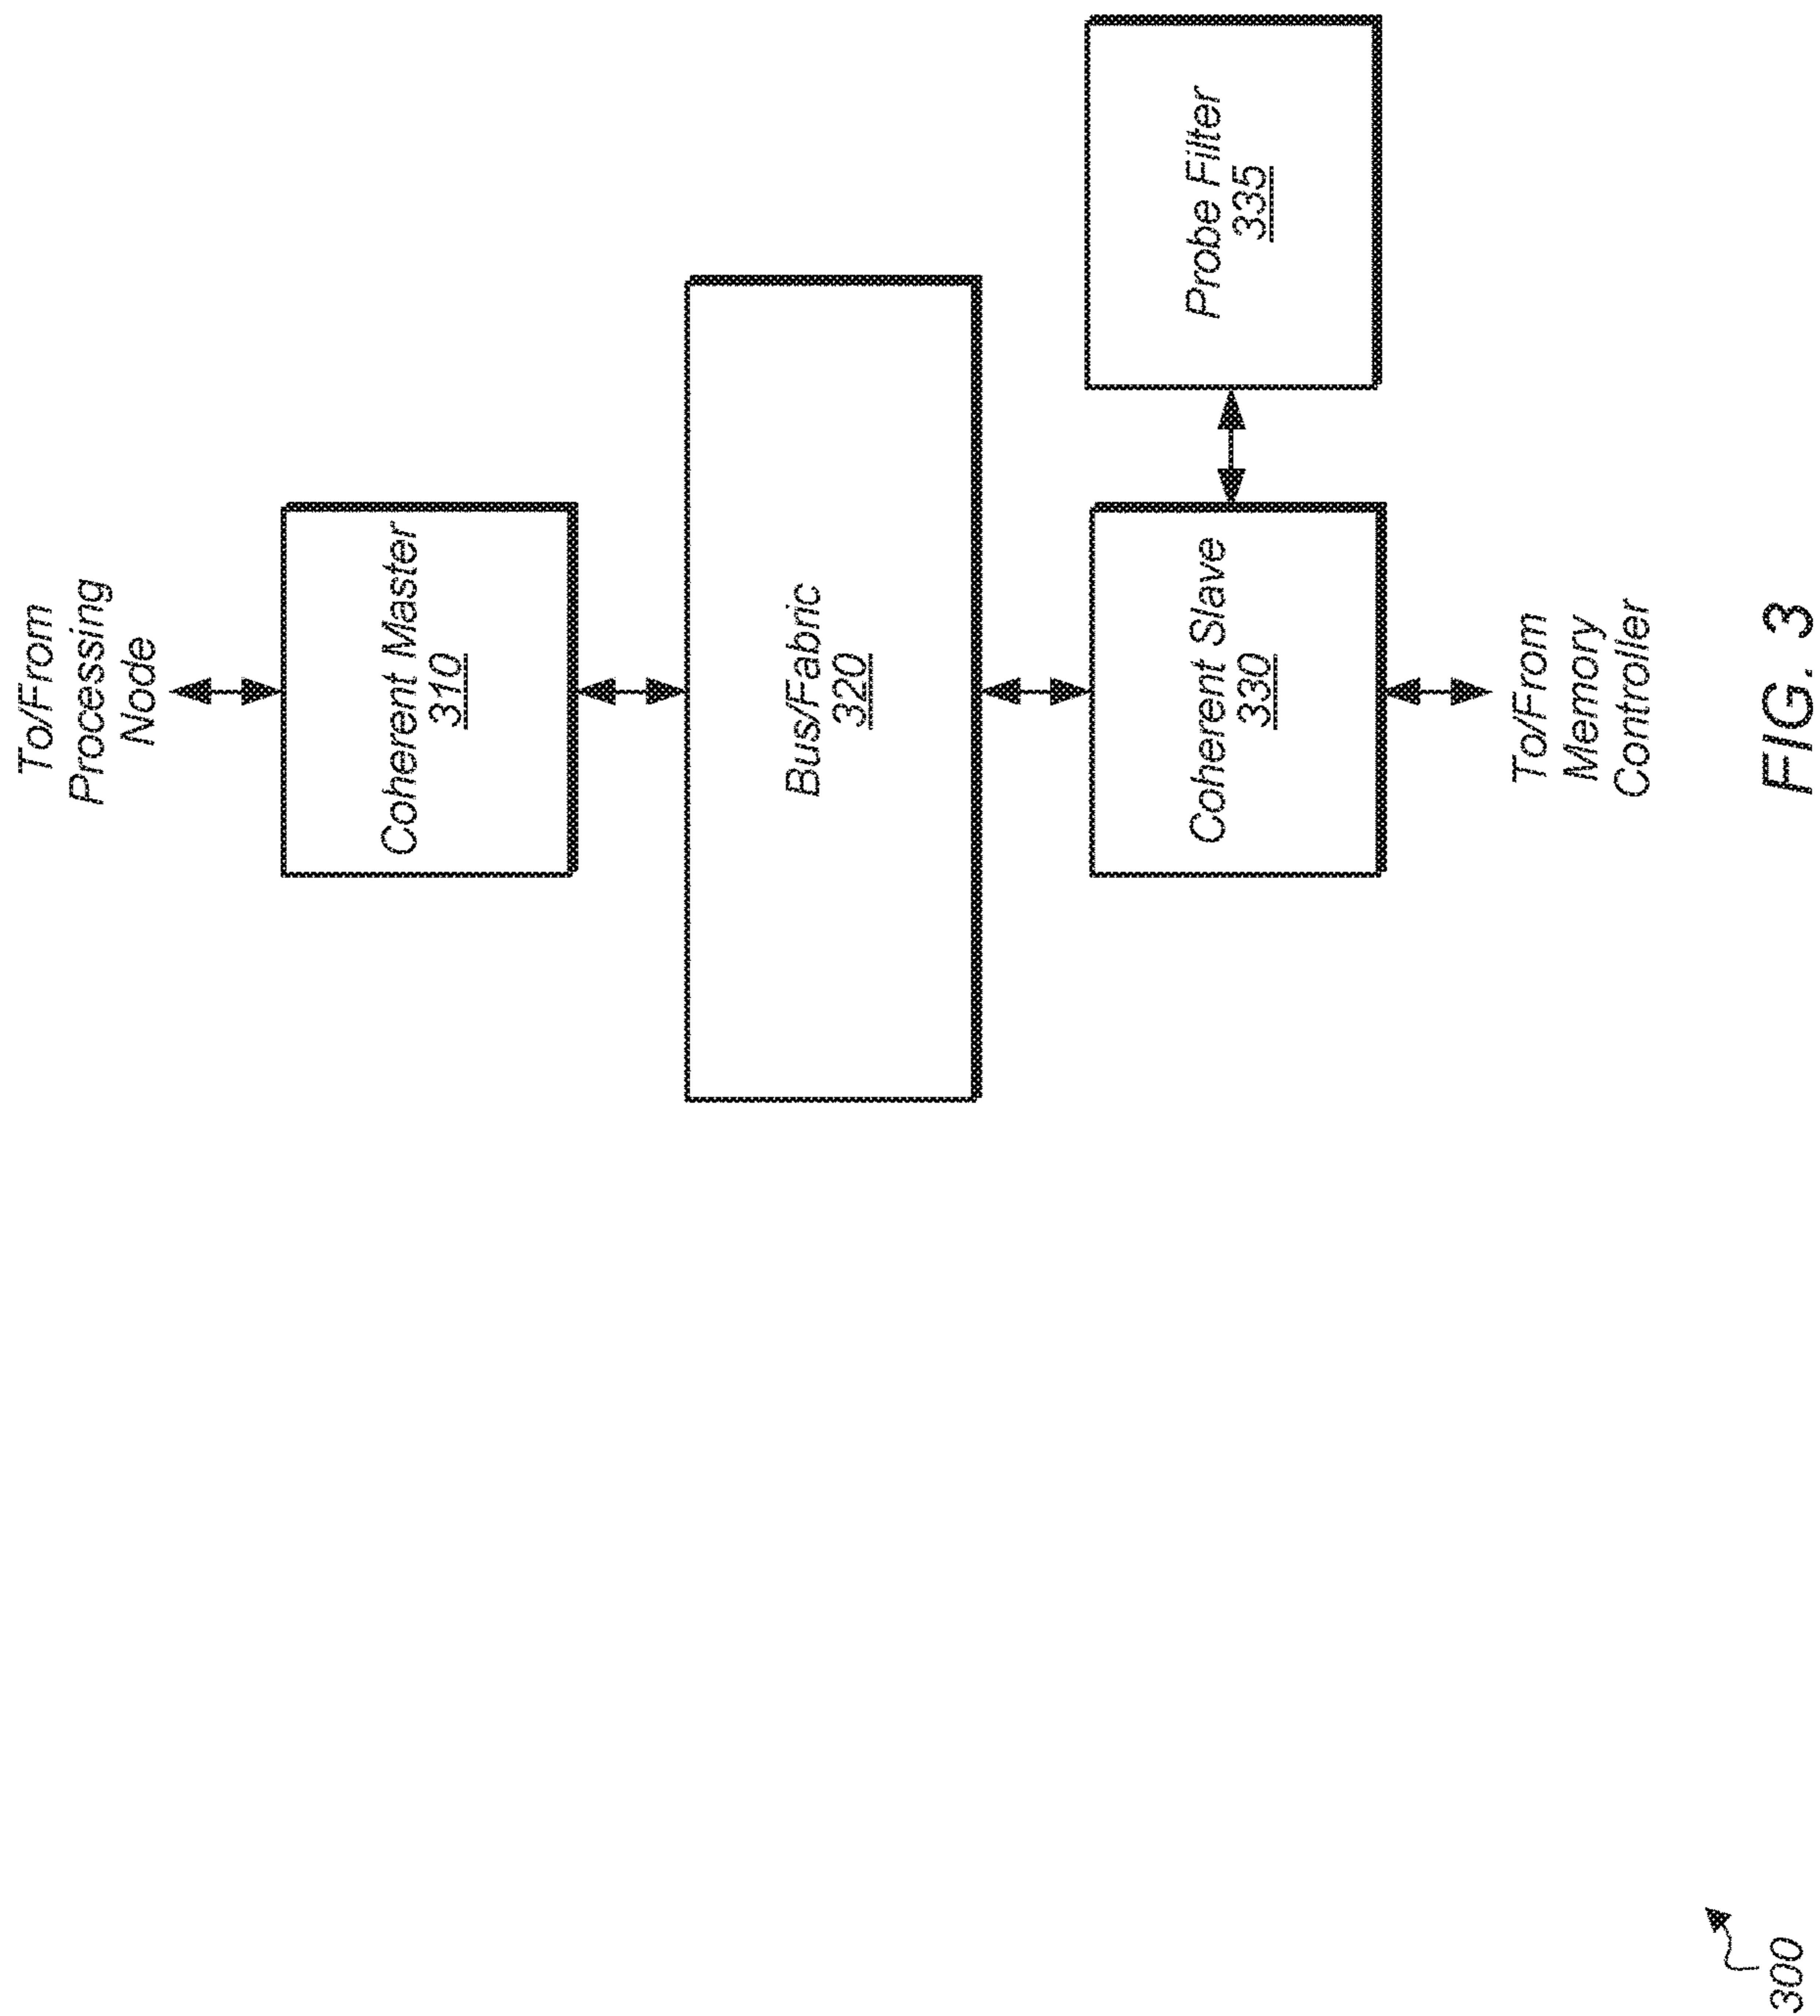 To/From
Processing
Node
Coherent Master
310
Bus/Fabric
320
Coherent Slave
330
Probe Filter
335
To/From
Memory
Controller
300
FIG. 3